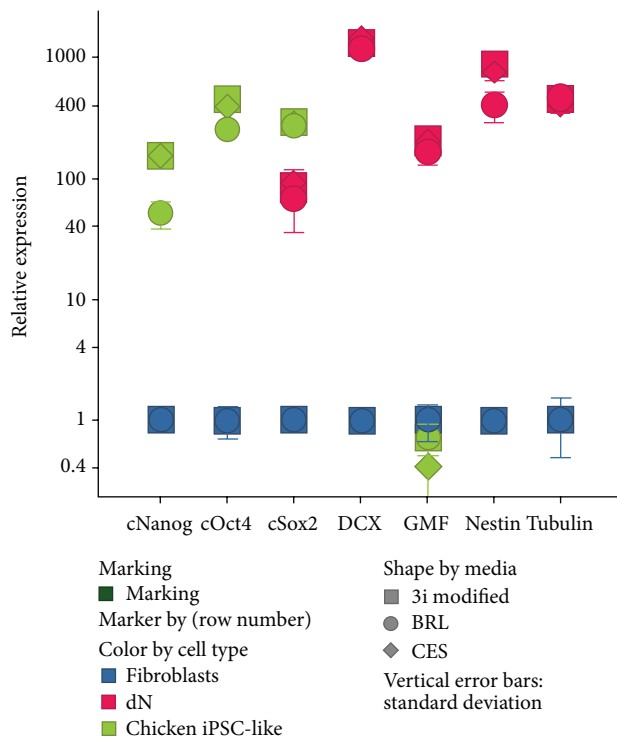 1000
400
100
40
10
4
1
0.4
Relative expression
cNanog cOct4 cSox2 DCX GMF Nestin Tubulin
Marking
Marking
Marker by (row number)
Color by cell type
Fibroblasts
dN
Chicken iPSC-like
Shape by media
3i modified
BRL
CES
Vertical error bars:
standard deviation